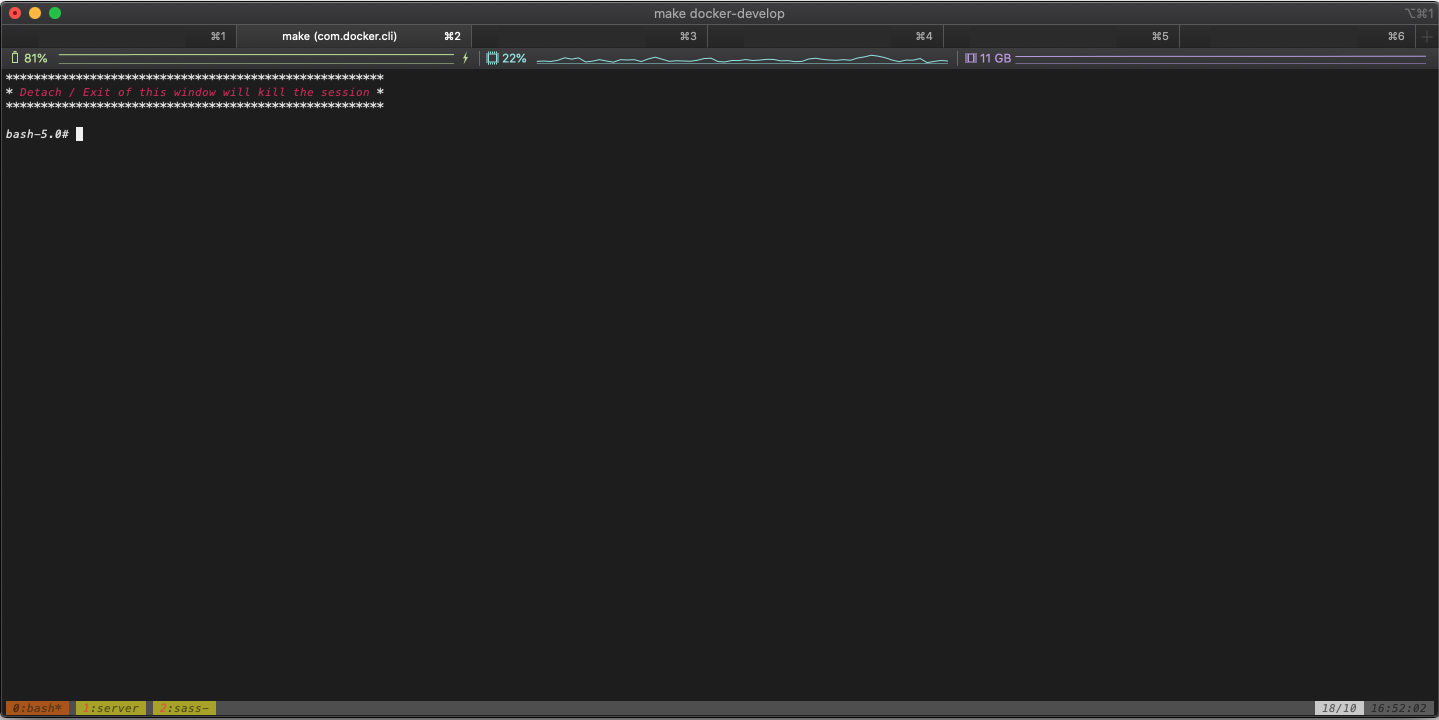 make docker-develop ⌥⌘1
⌘1 make (com.docker.cli) ⌘2 ⌘3 ⌘4 ⌘5 ⌘6 +
81% 22% 11 GB
******************************************************
* Detach / Exit of this window will kill the session *
******************************************************
bash-5.0#
0:bash* 1:server 2:sass- 18/10 16:52:02